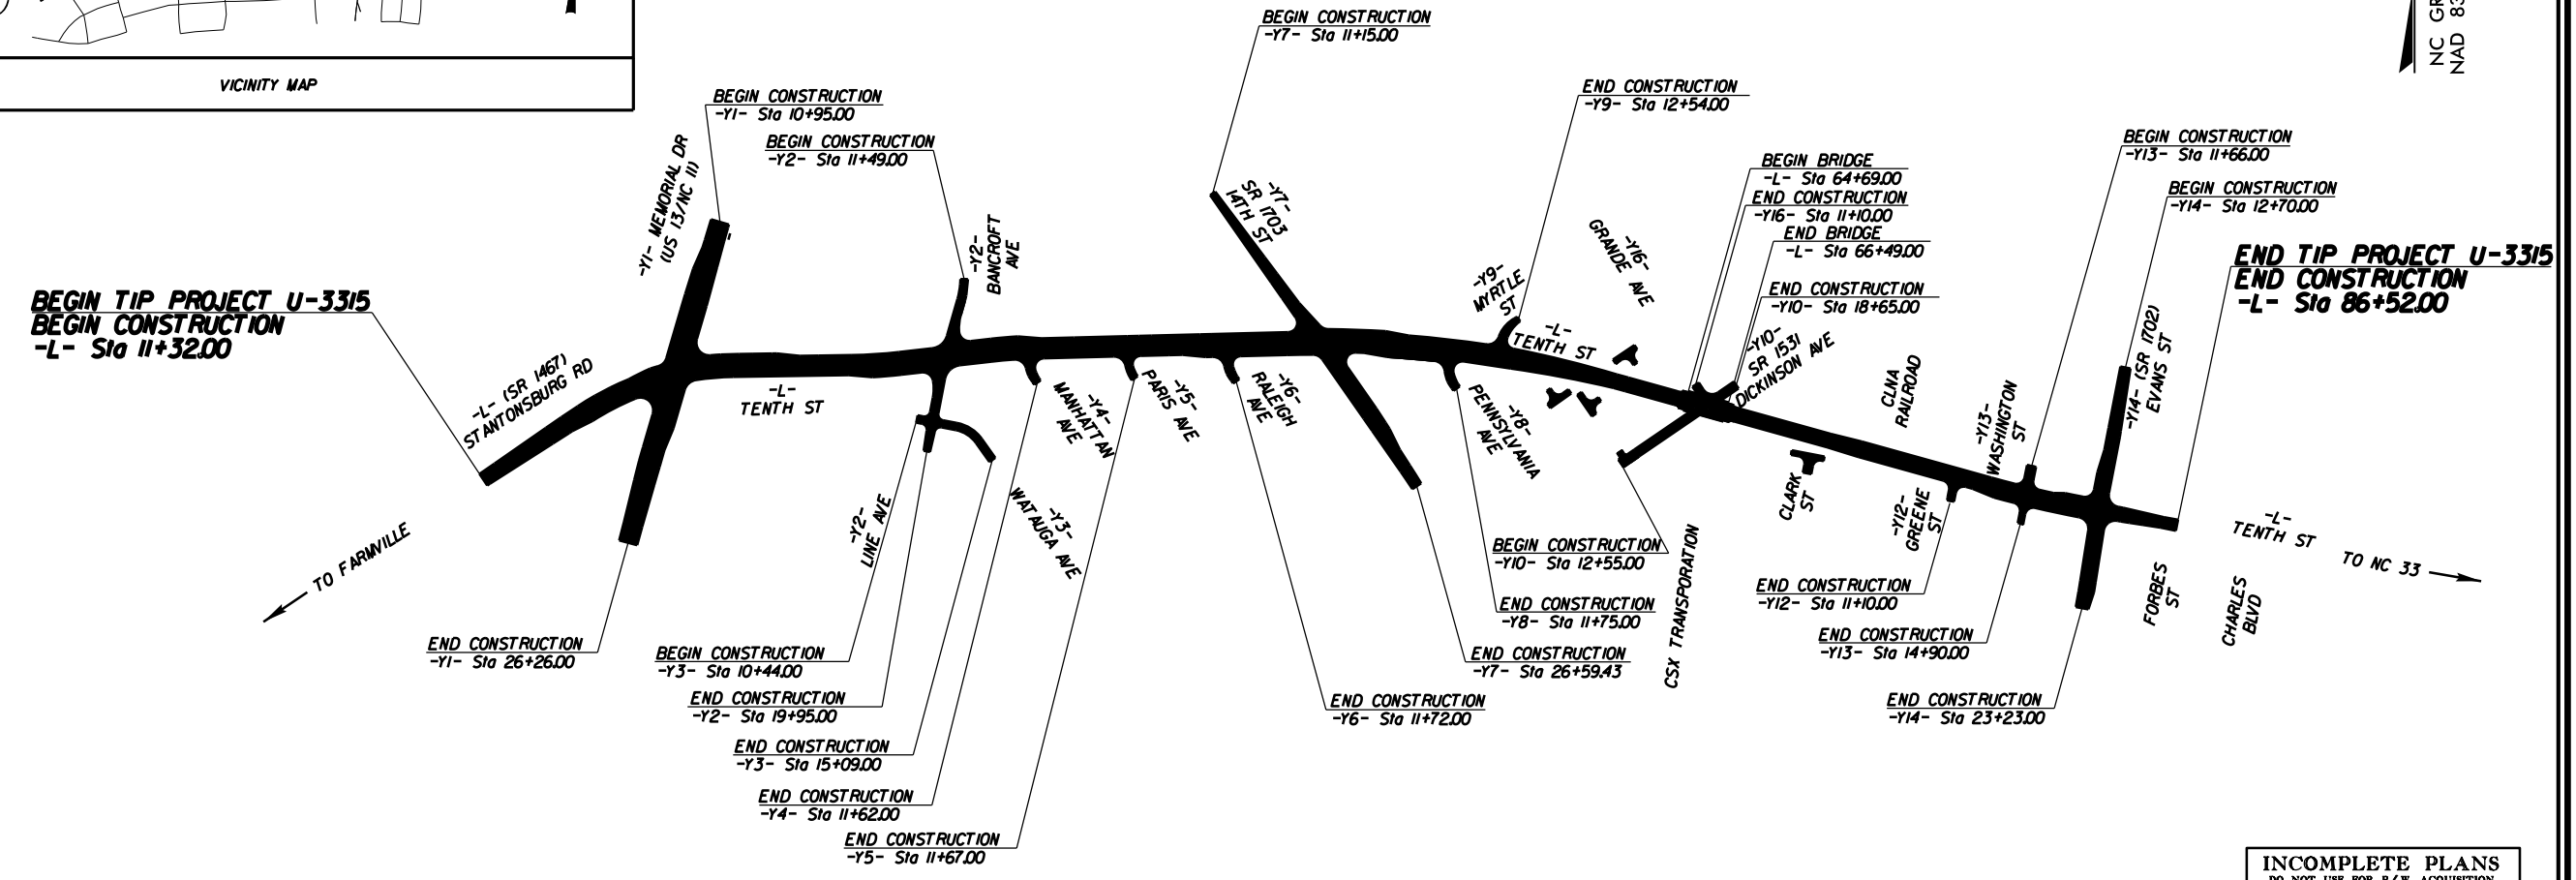 VICINITY MAP
NC GR
NAD 83
BEGIN CONSTRUCTION
-Y7- Sta 11+15.00
BEGIN CONSTRUCTION
-Y1- Sta 10+95.00
BEGIN CONSTRUCTION
-Y2- Sta 11+49.00
END CONSTRUCTION
-Y9- Sta 12+54.00
BEGIN BRIDGE
-L- Sta 64+69.00
END CONSTRUCTION
-Y16- Sta 11+10.00
END BRIDGE
-L- Sta 66+49.00
END CONSTRUCTION
-Y10- Sta 18+65.00
BEGIN CONSTRUCTION
-Y13- Sta 11+66.00
BEGIN CONSTRUCTION
-Y14- Sta 12+70.00
END TIP PROJECT U-3315
END CONSTRUCTION
-L- Sta 86+52.00
BEGIN TIP PROJECT U-3315
BEGIN CONSTRUCTION
-L- Sta 11+32.00
-Y1- MEMORIAL DR
(US 13/NC 11)
-Y2-
BANCROFT
AVE
-Y7-
SR 1703
14TH ST
-Y9-
MYRTLE
ST
-Y16-
GRANDE AVE
-L-
TENTH ST
-Y10-
SR 1531
DICKINSON AVE
CLNA
RAILROAD
-Y13-
WASHINGTON
ST
-Y14- (SR 1702)
EVANS ST
-L- (SR 1467)
STANTONSBURG RD
-L-
TENTH ST
-Y4-
MANHATTAN
AVE
-Y5-
PARIS AVE
-Y6-
RALEIGH
AVE
-Y8-
PENNSYLVANIA
AVE
-Y2-
LINE AVE
-Y3-
WATAUGA AVE
CLARK
ST
-Y12-
GREENE
ST
CSX TRANSPORATION
FORBES
ST
CHARLES
BLVD
-L-
TENTH ST
TO NC 33
TO FARMVILLE
BEGIN CONSTRUCTION
-Y10- Sta 12+55.00
END CONSTRUCTION
-Y8- Sta 11+75.00
END CONSTRUCTION
-Y7- Sta 26+59.43
END CONSTRUCTION
-Y6- Sta 11+72.00
END CONSTRUCTION
-Y12- Sta 11+10.00
END CONSTRUCTION
-Y13- Sta 14+90.00
END CONSTRUCTION
-Y14- Sta 23+23.00
END CONSTRUCTION
-Y1- Sta 26+26.00
BEGIN CONSTRUCTION
-Y3- Sta 10+44.00
END CONSTRUCTION
-Y2- Sta 19+95.00
END CONSTRUCTION
-Y3- Sta 15+09.00
END CONSTRUCTION
-Y4- Sta 11+62.00
END CONSTRUCTION
-Y5- Sta 11+67.00
INCOMPLETE PLANS
DO NOT USE FOR R/W ACQUISITION